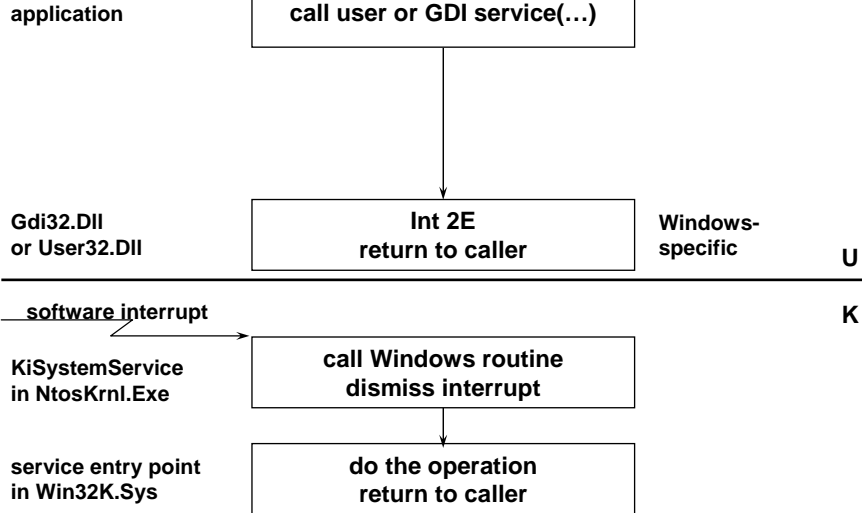 application
call user or GDI service(…)
Gdi32.Dll
or User32.Dll
Int 2E
return to caller
Windows-
specific
U
K
software interrupt
KiSystemService
in NtosKrnl.Exe
call Windows routine
dismiss interrupt
service entry point
in Win32K.Sys
do the operation
return to caller